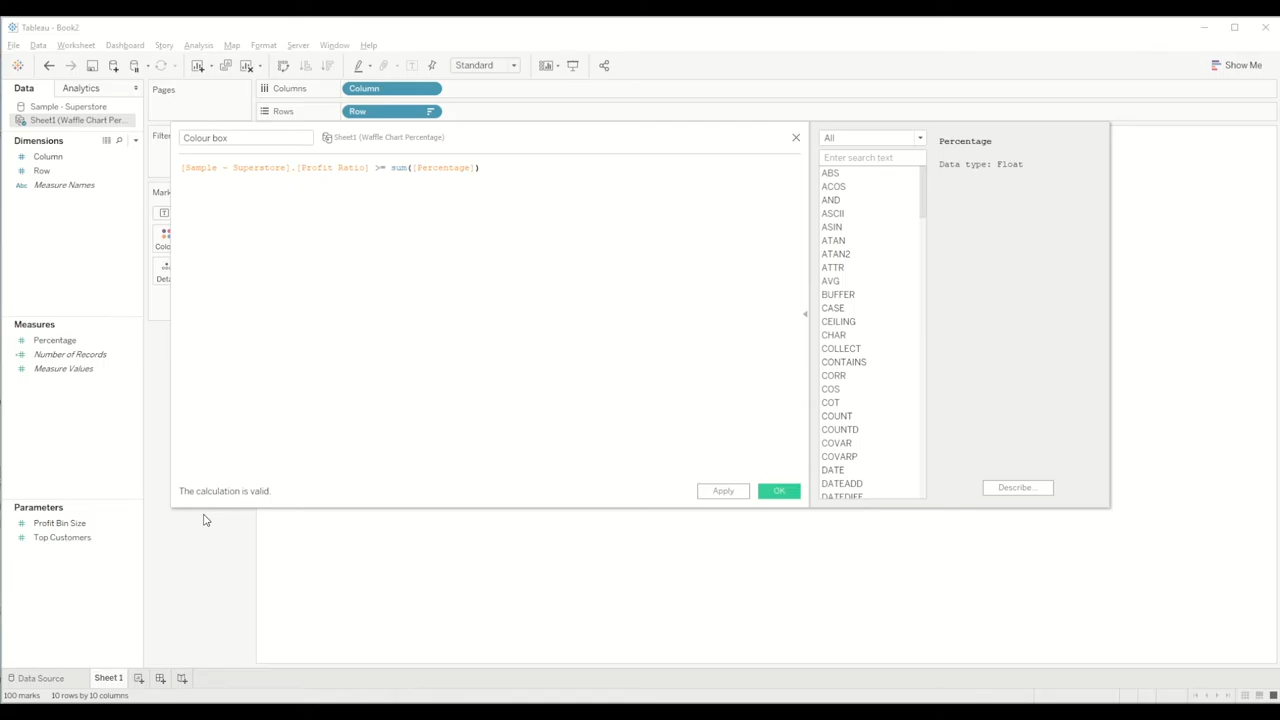 Tableau - Book2
File Data Worksheet Dashboard Story Analysis Map Format Server Window Help
Standard
Show Me
Data Analytics
Pages
Columns Column
Rows Row
Sample - Superstore
Sheet1 (Waffle Chart Per...
Dimensions
Column
Row
Measure Names
Measures
Percentage
Number of Records
Measure Values
Parameters
Profit Bin Size
Top Customers
Filter
Mark
Colo
Deta
Colour box
Sheet1 (Waffle Chart Percentage)
[Sample - Superstore].[Profit Ratio] >= sum([Percentage])
The calculation is valid.
Apply
OK
All
Enter search text
ABS
ACOS
AND
ASCII
ASIN
ATAN
ATAN2
ATTR
AVG
BUFFER
CASE
CEILING
CHAR
COLLECT
CONTAINS
CORR
COS
COT
COUNT
COUNTD
COVAR
COVARP
DATE
DATEADD
DATEDIFF
Percentage
Data type: Float
Describe...
Data Source
Sheet 1
100 marks 10 rows by 10 columns